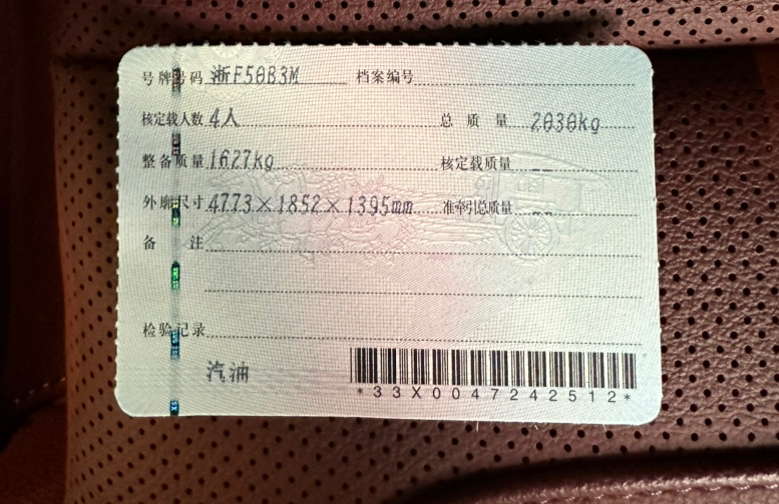 号牌号码 浙F50B3M 档案编号
核定载人数 4人 总质量 2030kg
整备质量 1627kg 核定载质量 --
外廓尺寸 4773×1852×1395mm 准牵引总质量 --
备注
检验记录
汽油
*33X0047242512*